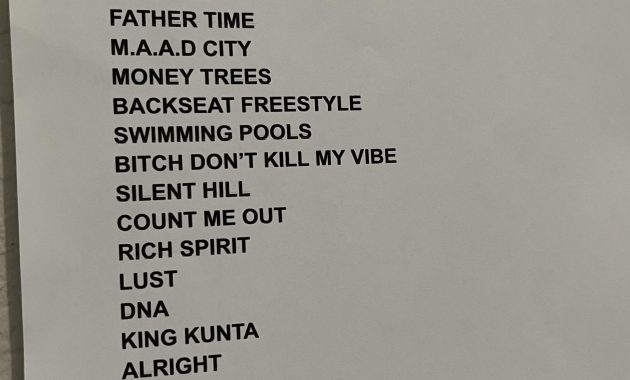 FATHER TIME
M.A.A.D CITY
MONEY TREES
BACKSEAT FREESTYLE
SWIMMING POOLS
BITCH DON'T KILL MY VIBE
SILENT HILL
COUNT ME OUT
RICH SPIRIT
LUST
DNA
KING KUNTA
ALRIGHT